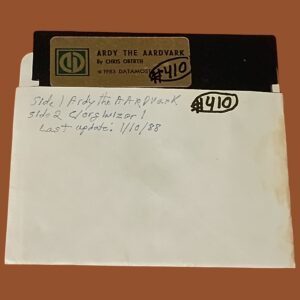 ARDY THE AARDVARK
By CHRIS OBERTH
©1983 DATAMOST
#410
#410
Side 1 Ardy the AARDVARK
Side 2
Last update: 1/10/88